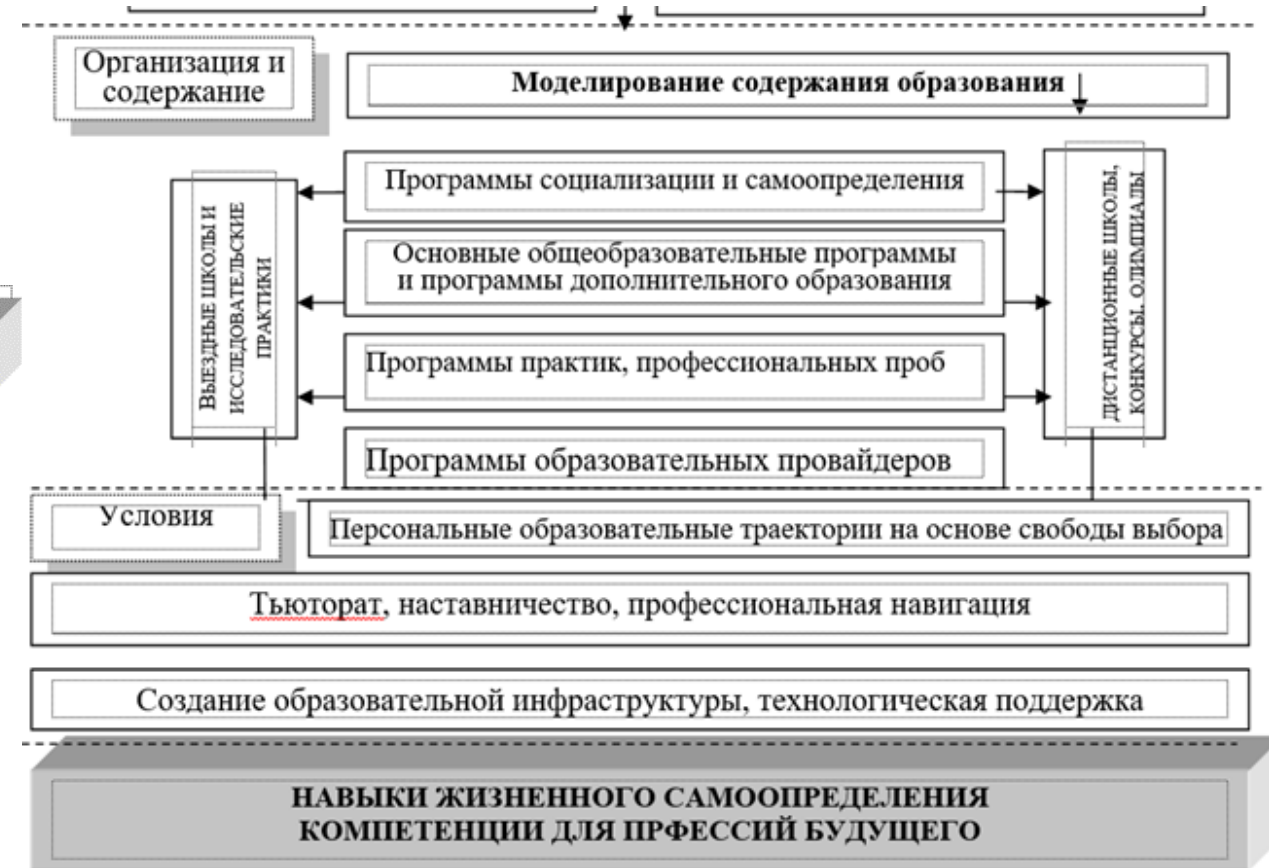 Организация и
содержание
Моделирование содержания образования
Программы социализации и самоопределения
Основные общеобразовательные программы
и программы дополнительного образования
Программы практик, профессиональных проб
Программы образовательных провайдеров
ВЫЕЗДНЫЕ ШКОЛЫ И
ИССЛЕДОВАТЕЛЬСКИЕ
ПРАКТИКИ
ДИСТАНЦИОННЫЕ ШКОЛЫ,
КОНКУРСЫ, ОЛИМПИАДЫ
Условия
Персональные образовательные траектории на основе свободы выбора
Тьюторат, наставничество, профессиональная навигация
Создание образовательной инфраструктуры, технологическая поддержка
НАВЫКИ ЖИЗНЕННОГО САМООПРЕДЕЛЕНИЯ
КОМПЕТЕНЦИИ ДЛЯ ПРФЕССИЙ БУДУЩЕГО